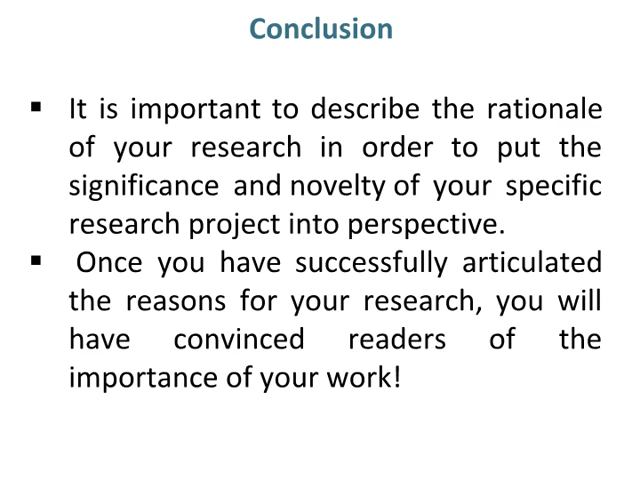 Conclusion
▪ It is important to describe the rationale
of your research in order to put the
significance and novelty of your specific
research project into perspective.
▪ Once you have successfully articulated
the reasons for your research, you will
have convinced readers of the
importance of your work!